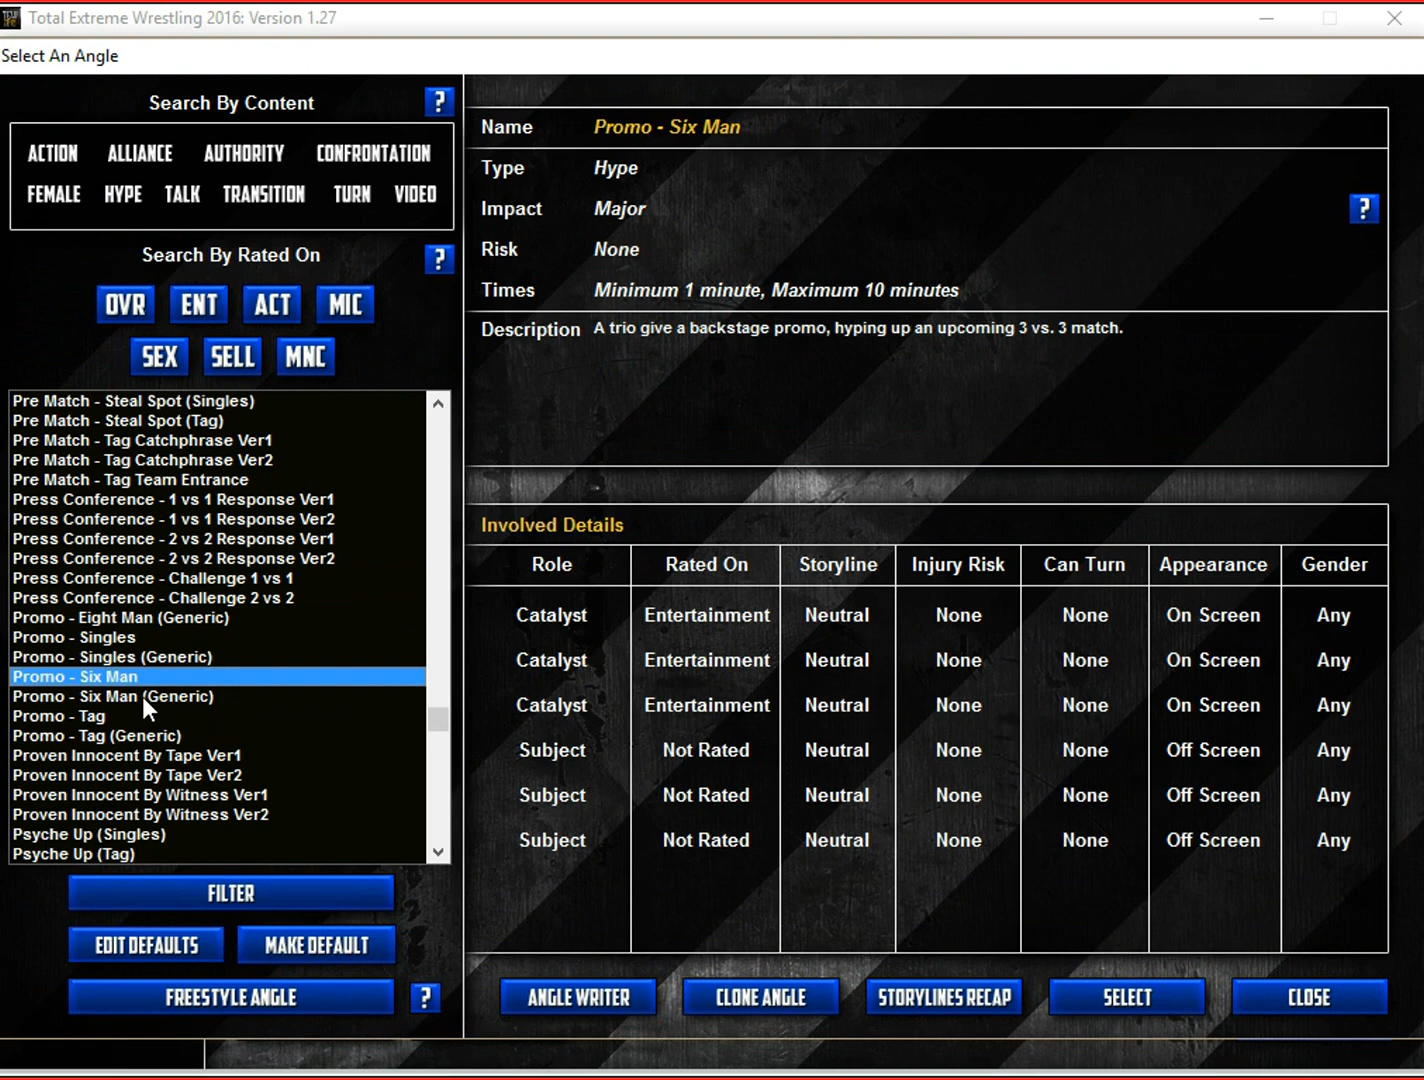 Total Extreme Wrestling 2016: Version 1.27
Select An Angle
Search By Content
?
ACTION ALLIANCE AUTHORITY CONFRONTATION
FEMALE HYPE TALK TRANSITION TURN VIDEO
Search By Rated On
?
OVR ENT ACT MIC
SEX SELL MNC
Pre Match - Steal Spot (Singles)
Pre Match - Steal Spot (Tag)
Pre Match - Tag Catchphrase Ver1
Pre Match - Tag Catchphrase Ver2
Pre Match - Tag Team Entrance
Press Conference - 1 vs 1 Response Ver1
Press Conference - 1 vs 1 Response Ver2
Press Conference - 2 vs 2 Response Ver1
Press Conference - 2 vs 2 Response Ver2
Press Conference - Challenge 1 vs 1
Press Conference - Challenge 2 vs 2
Promo - Eight Man (Generic)
Promo - Singles
Promo - Singles (Generic)
Promo - Six Man
Promo - Six Man (Generic)
Promo - Tag
Promo - Tag (Generic)
Proven Innocent By Tape Ver1
Proven Innocent By Tape Ver2
Proven Innocent By Witness Ver1
Proven Innocent By Witness Ver2
Psyche Up (Singles)
Psyche Up (Tag)
FILTER
EDIT DEFAULTS MAKE DEFAULT
FREESTYLE ANGLE ?
Name Promo - Six Man
Type Hype
Impact Major ?
Risk None
Times Minimum 1 minute, Maximum 10 minutes
Description A trio give a backstage promo, hyping up an upcoming 3 vs. 3 match.
Involved Details
Role Rated On Storyline Injury Risk Can Turn Appearance Gender
Catalyst Entertainment Neutral None None On Screen Any
Catalyst Entertainment Neutral None None On Screen Any
Catalyst Entertainment Neutral None None On Screen Any
Subject Not Rated Neutral None None Off Screen Any
Subject Not Rated Neutral None None Off Screen Any
Subject Not Rated Neutral None None Off Screen Any
ANGLE WRITER CLONE ANGLE STORYLINES RECAP SELECT CLOSE